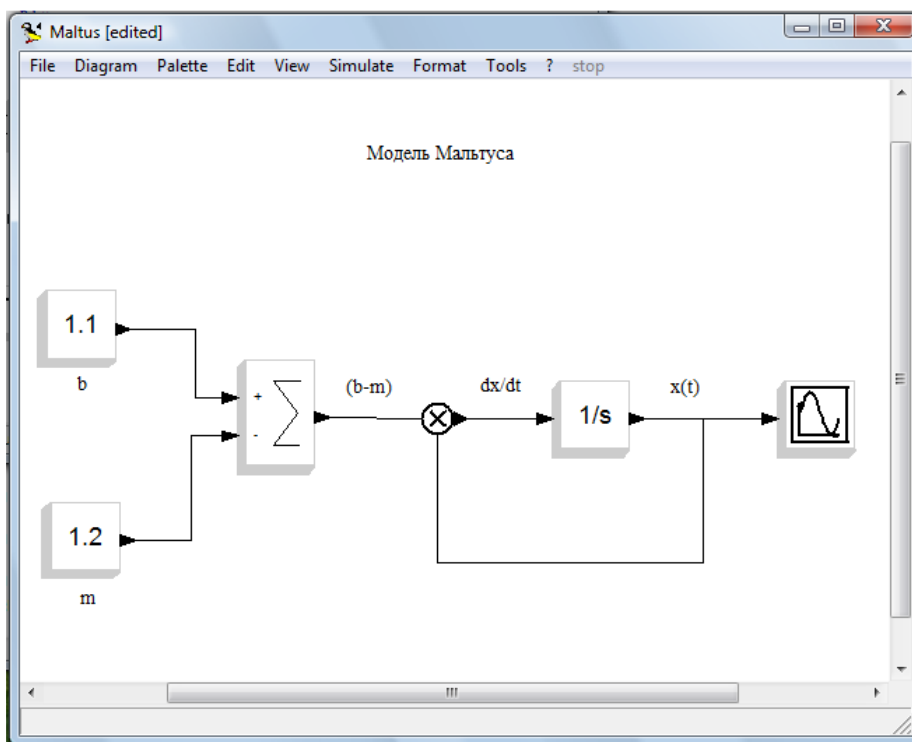 Maltus [edited]
File Diagram Palette Edit View Simulate Format Tools ? stop
Модель Мальтуса
1.1
b
+
-
(b-m)
dx/dt
1/s
x(t)
1.2
m